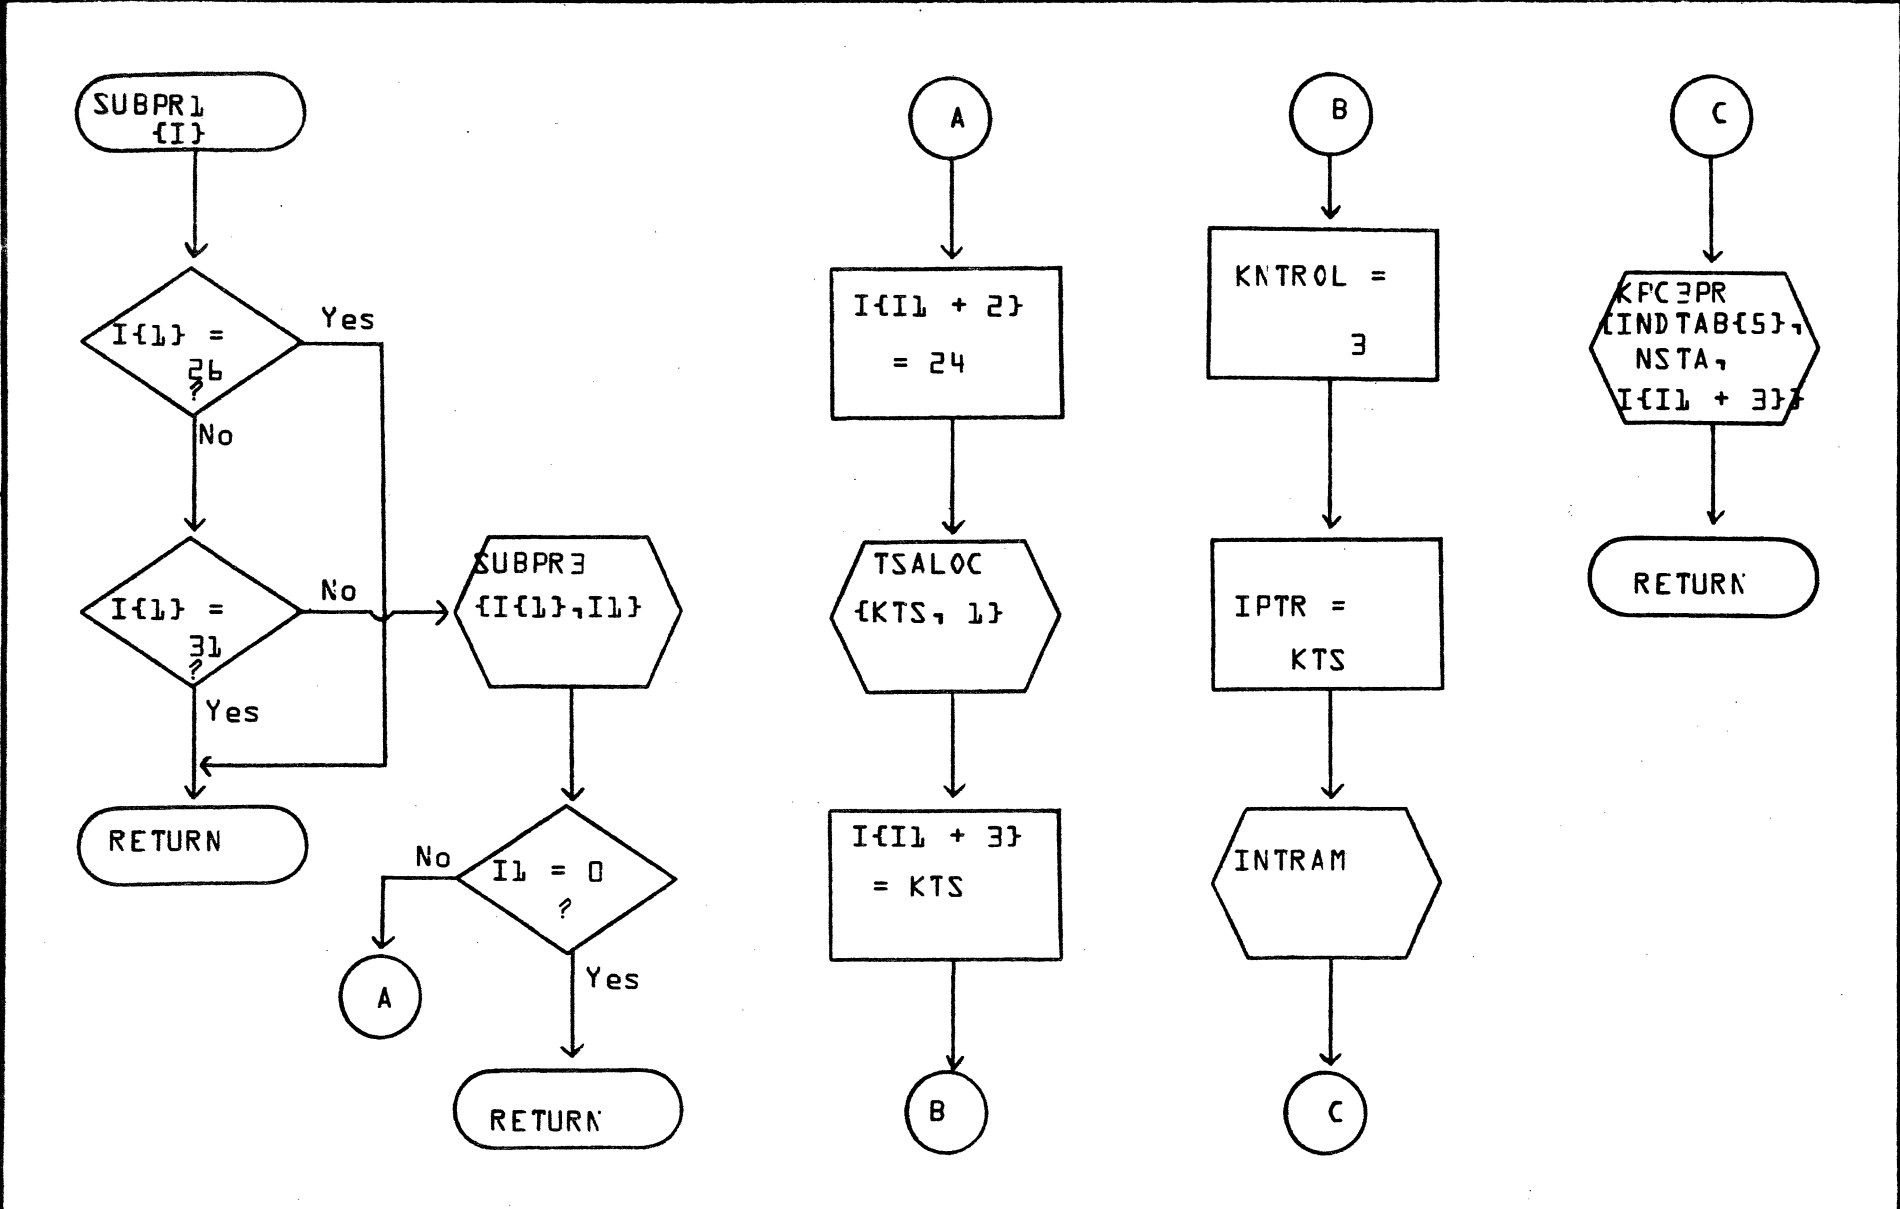 SUBPR1
{I}
I{1} =
26
?
Yes
No
I{1} =
31
?
No
Yes
RETURN
SUBPR3
{I{1},I1}
I1 = 0
?
No
A
Yes
RETURN
A
I{I1 + 2}
= 24
TSALOC
{KTS, 1}
I{I1 + 3}
= KTS
B
B
KNTROL =
3
IPTR =
KTS
INTRAM
C
C
KPC3PR
{INDTAB{5},
NSTA,
I{I1 + 3}}
RETURN